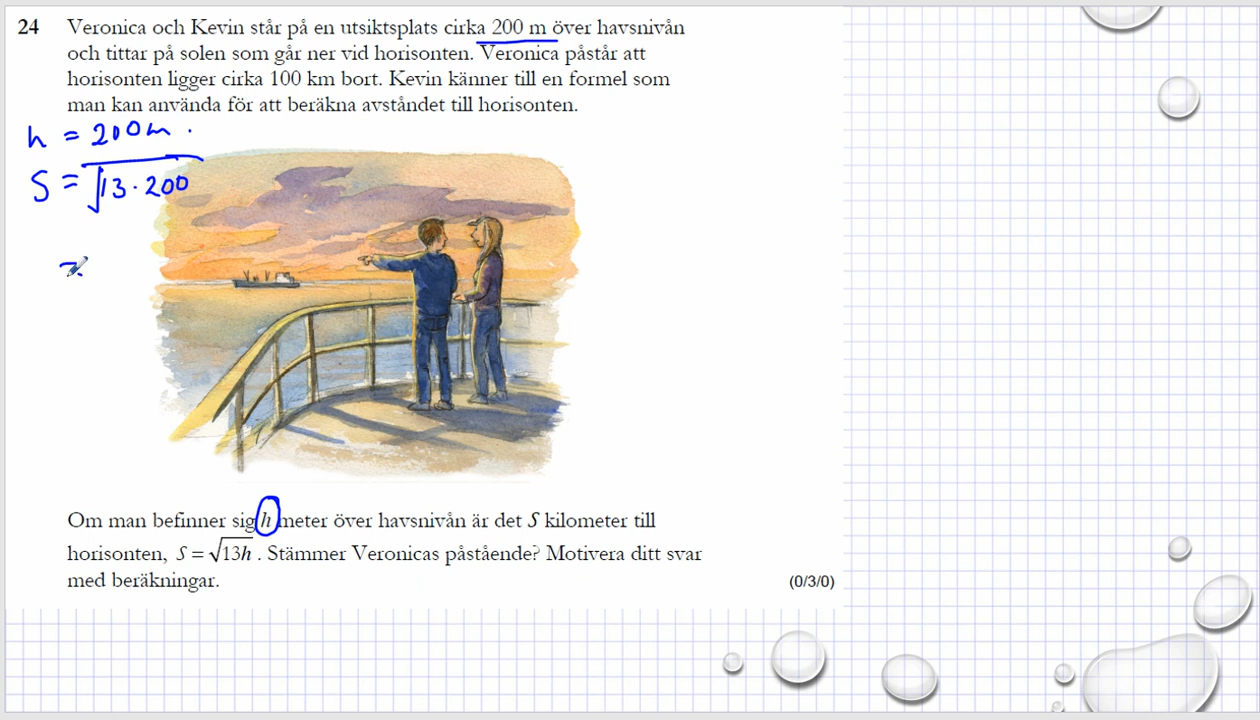 24 Veronica och Kevin står på en utsiktsplats cirka 200 m över havsnivån
och tittar på solen som går ner vid horisonten. Veronica påstår att
horisonten ligger cirka 100 km bort. Kevin känner till en formel som
man kan använda för att beräkna avståndet till horisonten.
h = 200m.
S = √13·200
Om man befinner sig h meter över havsnivån är det S kilometer till
horisonten, S = √13h . Stämmer Veronicas påstående? Motivera ditt svar
med beräkningar.
(0/3/0)